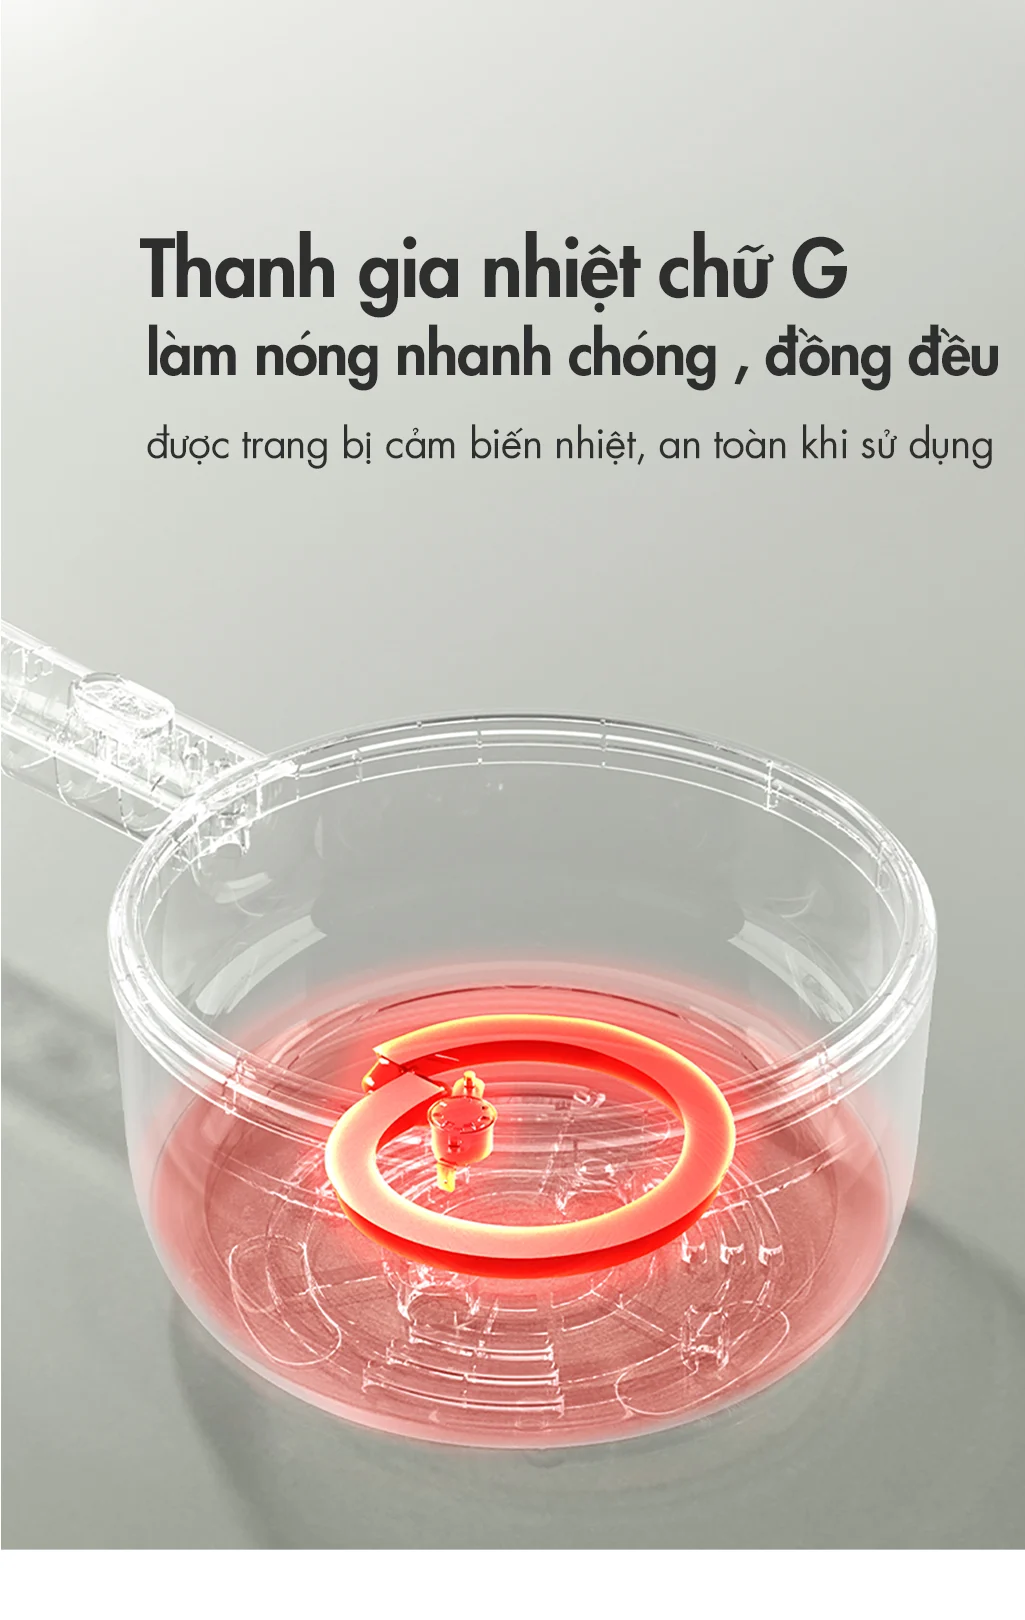 Thanh gia nhiệt chữ G
làm nóng nhanh chóng , đồng đều
được trang bị cảm biến nhiệt, an toàn khi sử dụng